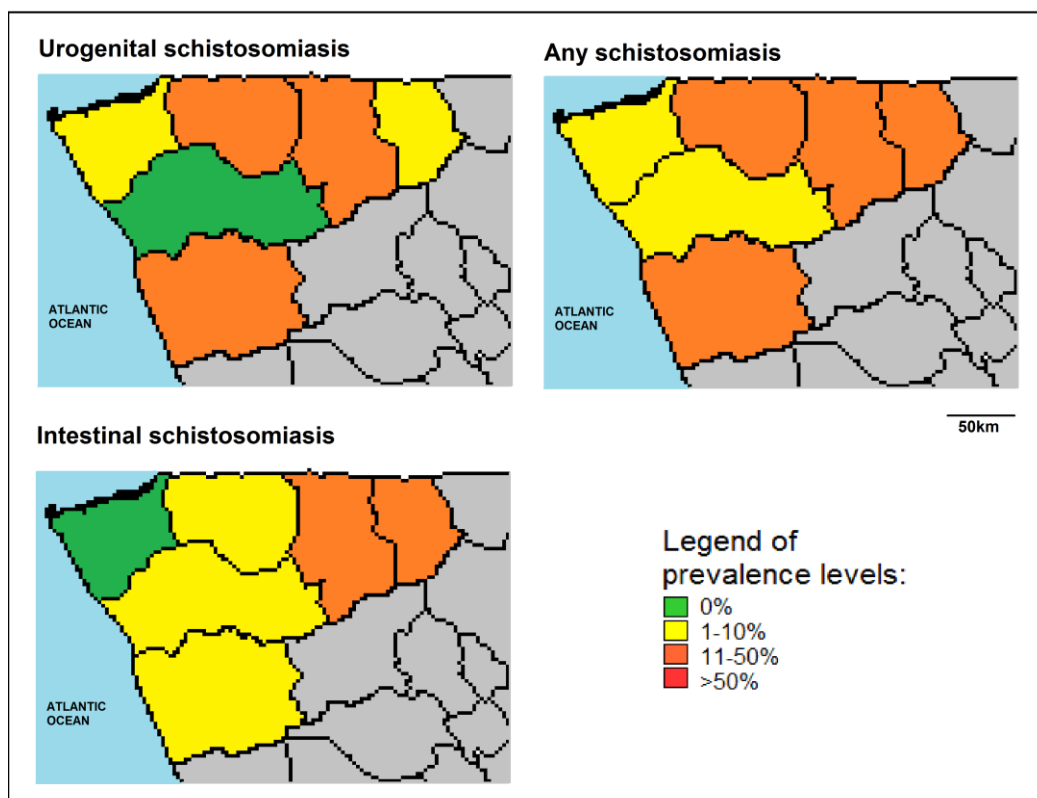 Urogenital schistosomiasis
Any schistosomiasis
ATLANTIC
OCEAN
ATLANTIC
OCEAN
50km
Intestinal schistosomiasis
ATLANTIC
OCEAN
Legend of
prevalence levels:
0%
1-10%
11-50%
>50%